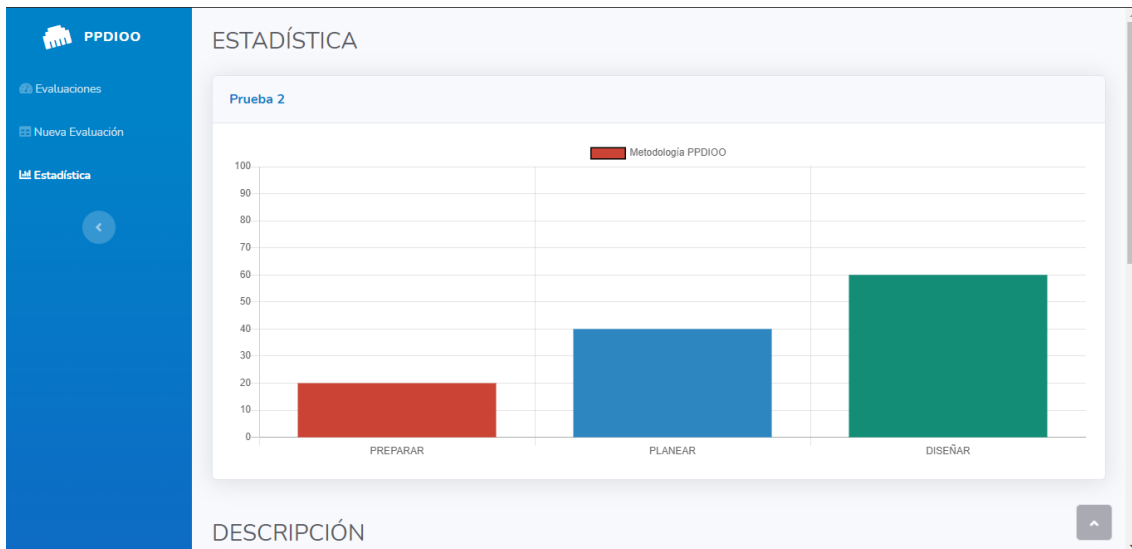 PPDIOO
Evaluaciones
Nueva Evaluación
Estadística
ESTADÍSTICA
Prueba 2
Metodología PPDIOO
100
90
80
70
60
50
40
30
20
10
0
PREPARAR PLANEAR DISEÑAR
DESCRIPCIÓN